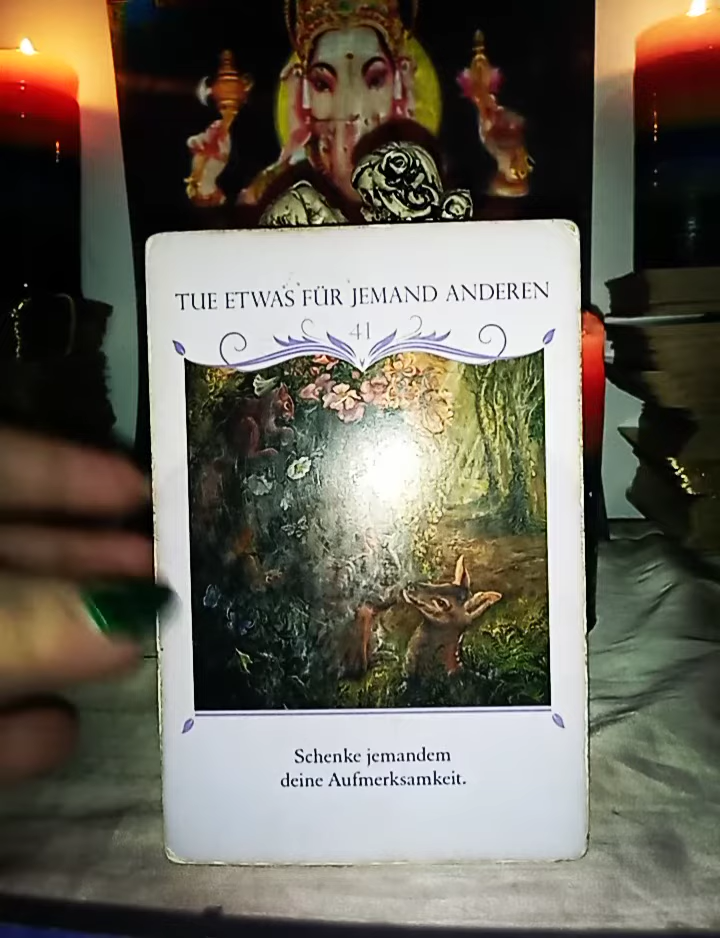 TUE ETWAS FÜR JEMAND ANDEREN
41
Schenke jemandem
deine Aufmerksamkeit.